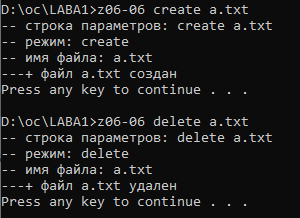 D:\oc\LABA1>z06-06 create a.txt
-- строка параметров: create a.txt
-- режим: create
-- имя файла: a.txt
---+ файл a.txt создан
Press any key to continue . . .
D:\oc\LABA1>z06-06 delete a.txt
-- строка параметров: delete a.txt
-- режим: delete
-- имя файла: a.txt
---+ файл a.txt удален
Press any key to continue . . .